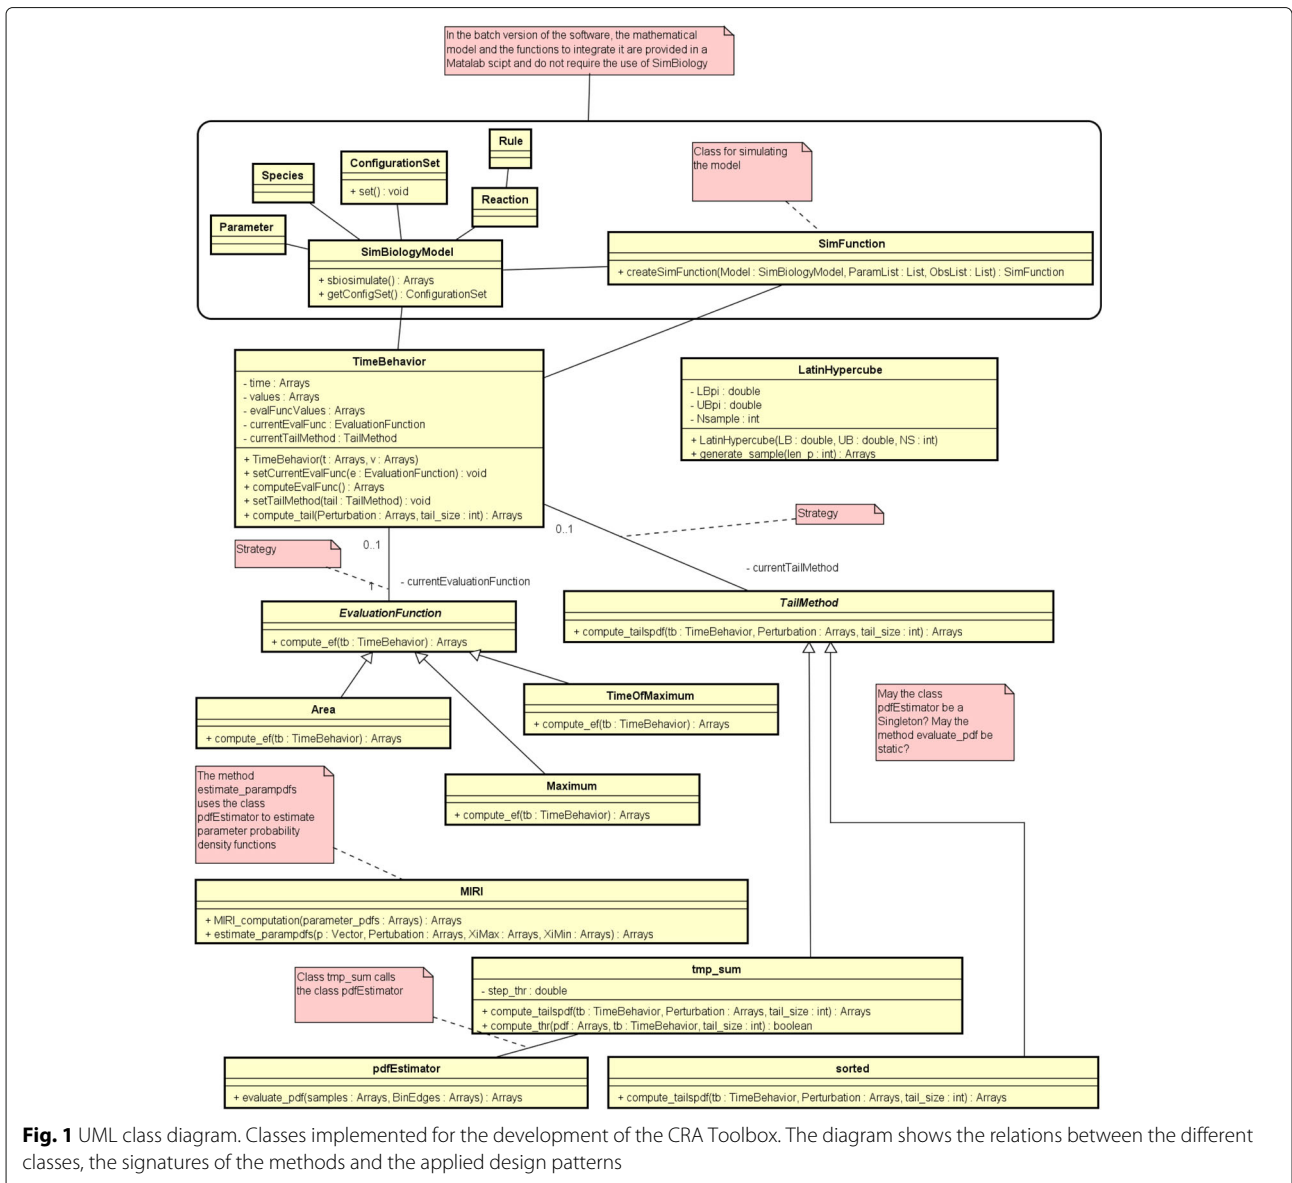 In the batch version of the software, the mathematical
model and the functions to integrate it are provided in a
Matalab scipt and do not require the use of SimBiology
Rule
ConfigurationSet
+ set() : void
Species
Reaction
Parameter
Class for simulating
the model
SimBiologyModel
+ sbiosimulate() : Arrays
+ getConfigSet() : ConfigurationSet
SimFunction
+ createSimFunction(Model : SimBiologyModel, ParamList : List, ObsList : List) : SimFunction
TimeBehavior
- time : Arrays
- values : Arrays
- evalFuncValues : Arrays
- currentEvalFunc : EvaluationFunction
- currentTailMethod : TailMethod
+ TimeBehavior(t : Arrays, v : Arrays)
+ setCurrentEvalFunc(e : EvaluationFunction) : void
+ computeEvalFunc() : Arrays
+ setTailMethod(tail : TailMethod) : void
+ compute_tail(Perturbation : Arrays, tail_size : int) : Arrays
LatinHypercube
- LBpi : double
- UBpi : double
- Nsample : int
+ LatinHypercube(LB : double, UB : double, NS : int)
+ generate_sample(len_p : int) : Arrays
Strategy
0..1
Strategy
0..1
1
- currentEvaluationFunction
- currentTailMethod
EvaluationFunction
+ compute_ef(tb : TimeBehavior) : Arrays
TailMethod
+ compute_tailspdf(tb : TimeBehavior, Perturbation : Arrays, tail_size : int) : Arrays
Area
+ compute_ef(tb : TimeBehavior) : Arrays
TimeOfMaximum
+ compute_ef(tb : TimeBehavior) : Arrays
May the class
pdfEstimator be a
Singleton? May the
method evaluate_pdf be
static?
Maximum
+ compute_ef(tb : TimeBehavior) : Arrays
The method
estimate_parampdfs
uses the class
pdfEstimator to estimate
parameter probability
density functions
MIRI
+ MIRI_computation(parameter_pdfs : Arrays) : Arrays
+ estimate_parampdfs(p : Vector, Pertubation : Arrays, XiMax : Arrays, XiMin : Arrays) : Arrays
Class tmp_sum calls
the class pdfEstimator
tmp_sum
- step_thr : double
+ compute_tailspdf(tb : TimeBehavior, Perturbation : Arrays, tail_size : int) : Arrays
+ compute_thr(pdf : Arrays, tb : TimeBehavior, tail_size : int) : boolean
pdfEstimator
+ evaluate_pdf(samples : Arrays, BinEdges : Arrays) : Arrays
sorted
+ compute_tailspdf(tb : TimeBehavior, Perturbation : Arrays, tail_size : int) : Arrays
Fig. 1 UML class diagram. Classes implemented for the development of the CRA Toolbox. The diagram shows the relations between the different
classes, the signatures of the methods and the applied design patterns